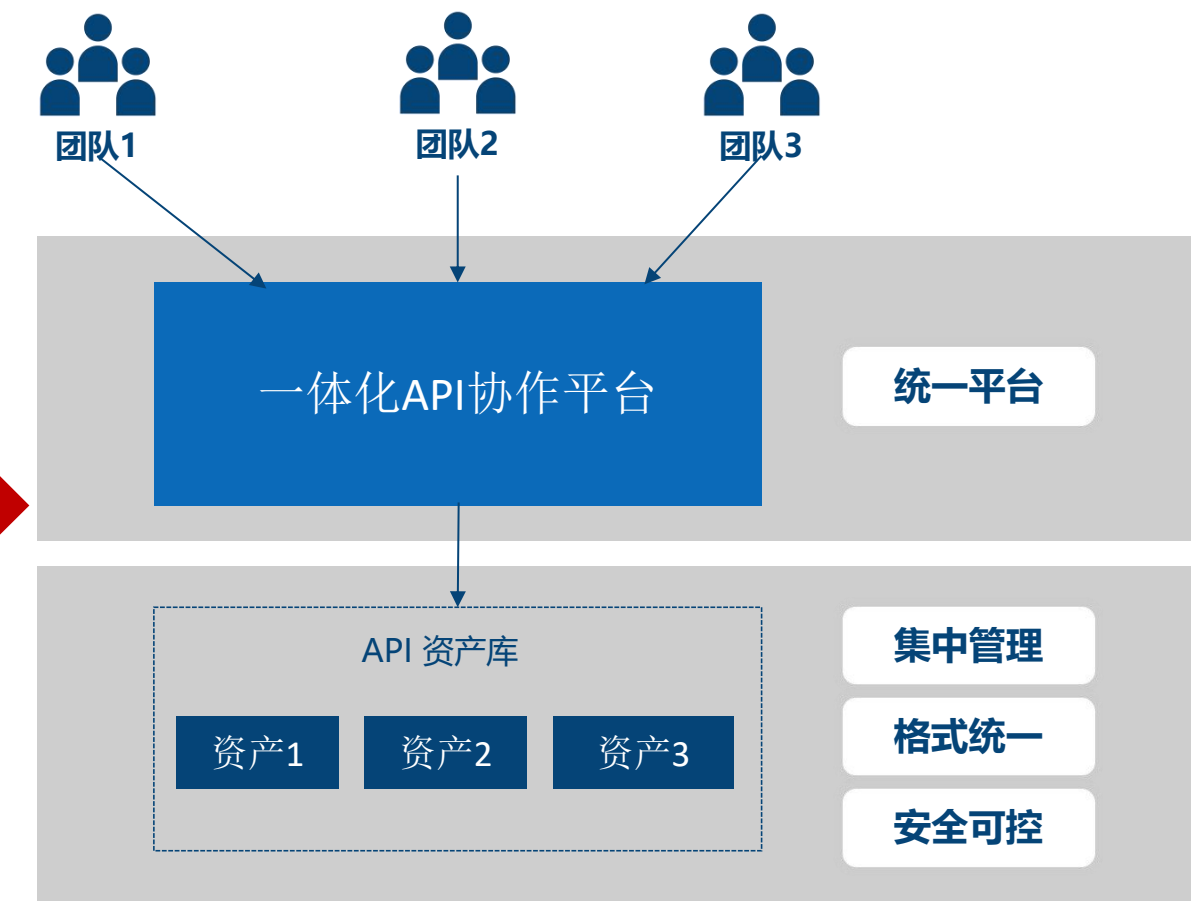 团队1
团队2
团队3
一体化API协作平台
统一平台
API 资产库
资产1
资产2
资产3
集中管理
格式统一
安全可控